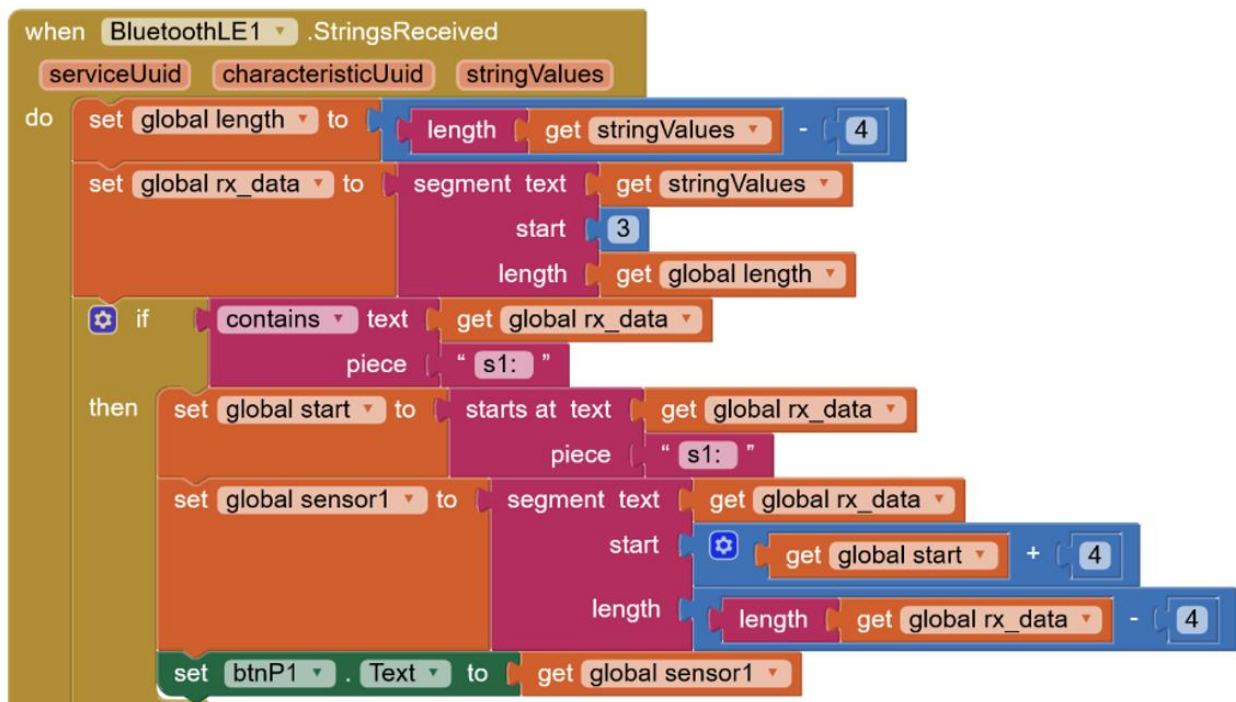 when BluetoothLE1 .StringsReceived
serviceUuid characteristicUuid stringValues
do set global length to length get stringValues - 4
set global rx_data to segment text get stringValues
start 3
length get global length
if contains text get global rx_data
piece “ s1: ”
then set global start to starts at text get global rx_data
piece “ s1: ”
set global sensor1 to segment text get global rx_data
start get global start + 4
length length get global rx_data - 4
set btnP1 . Text to get global sensor1